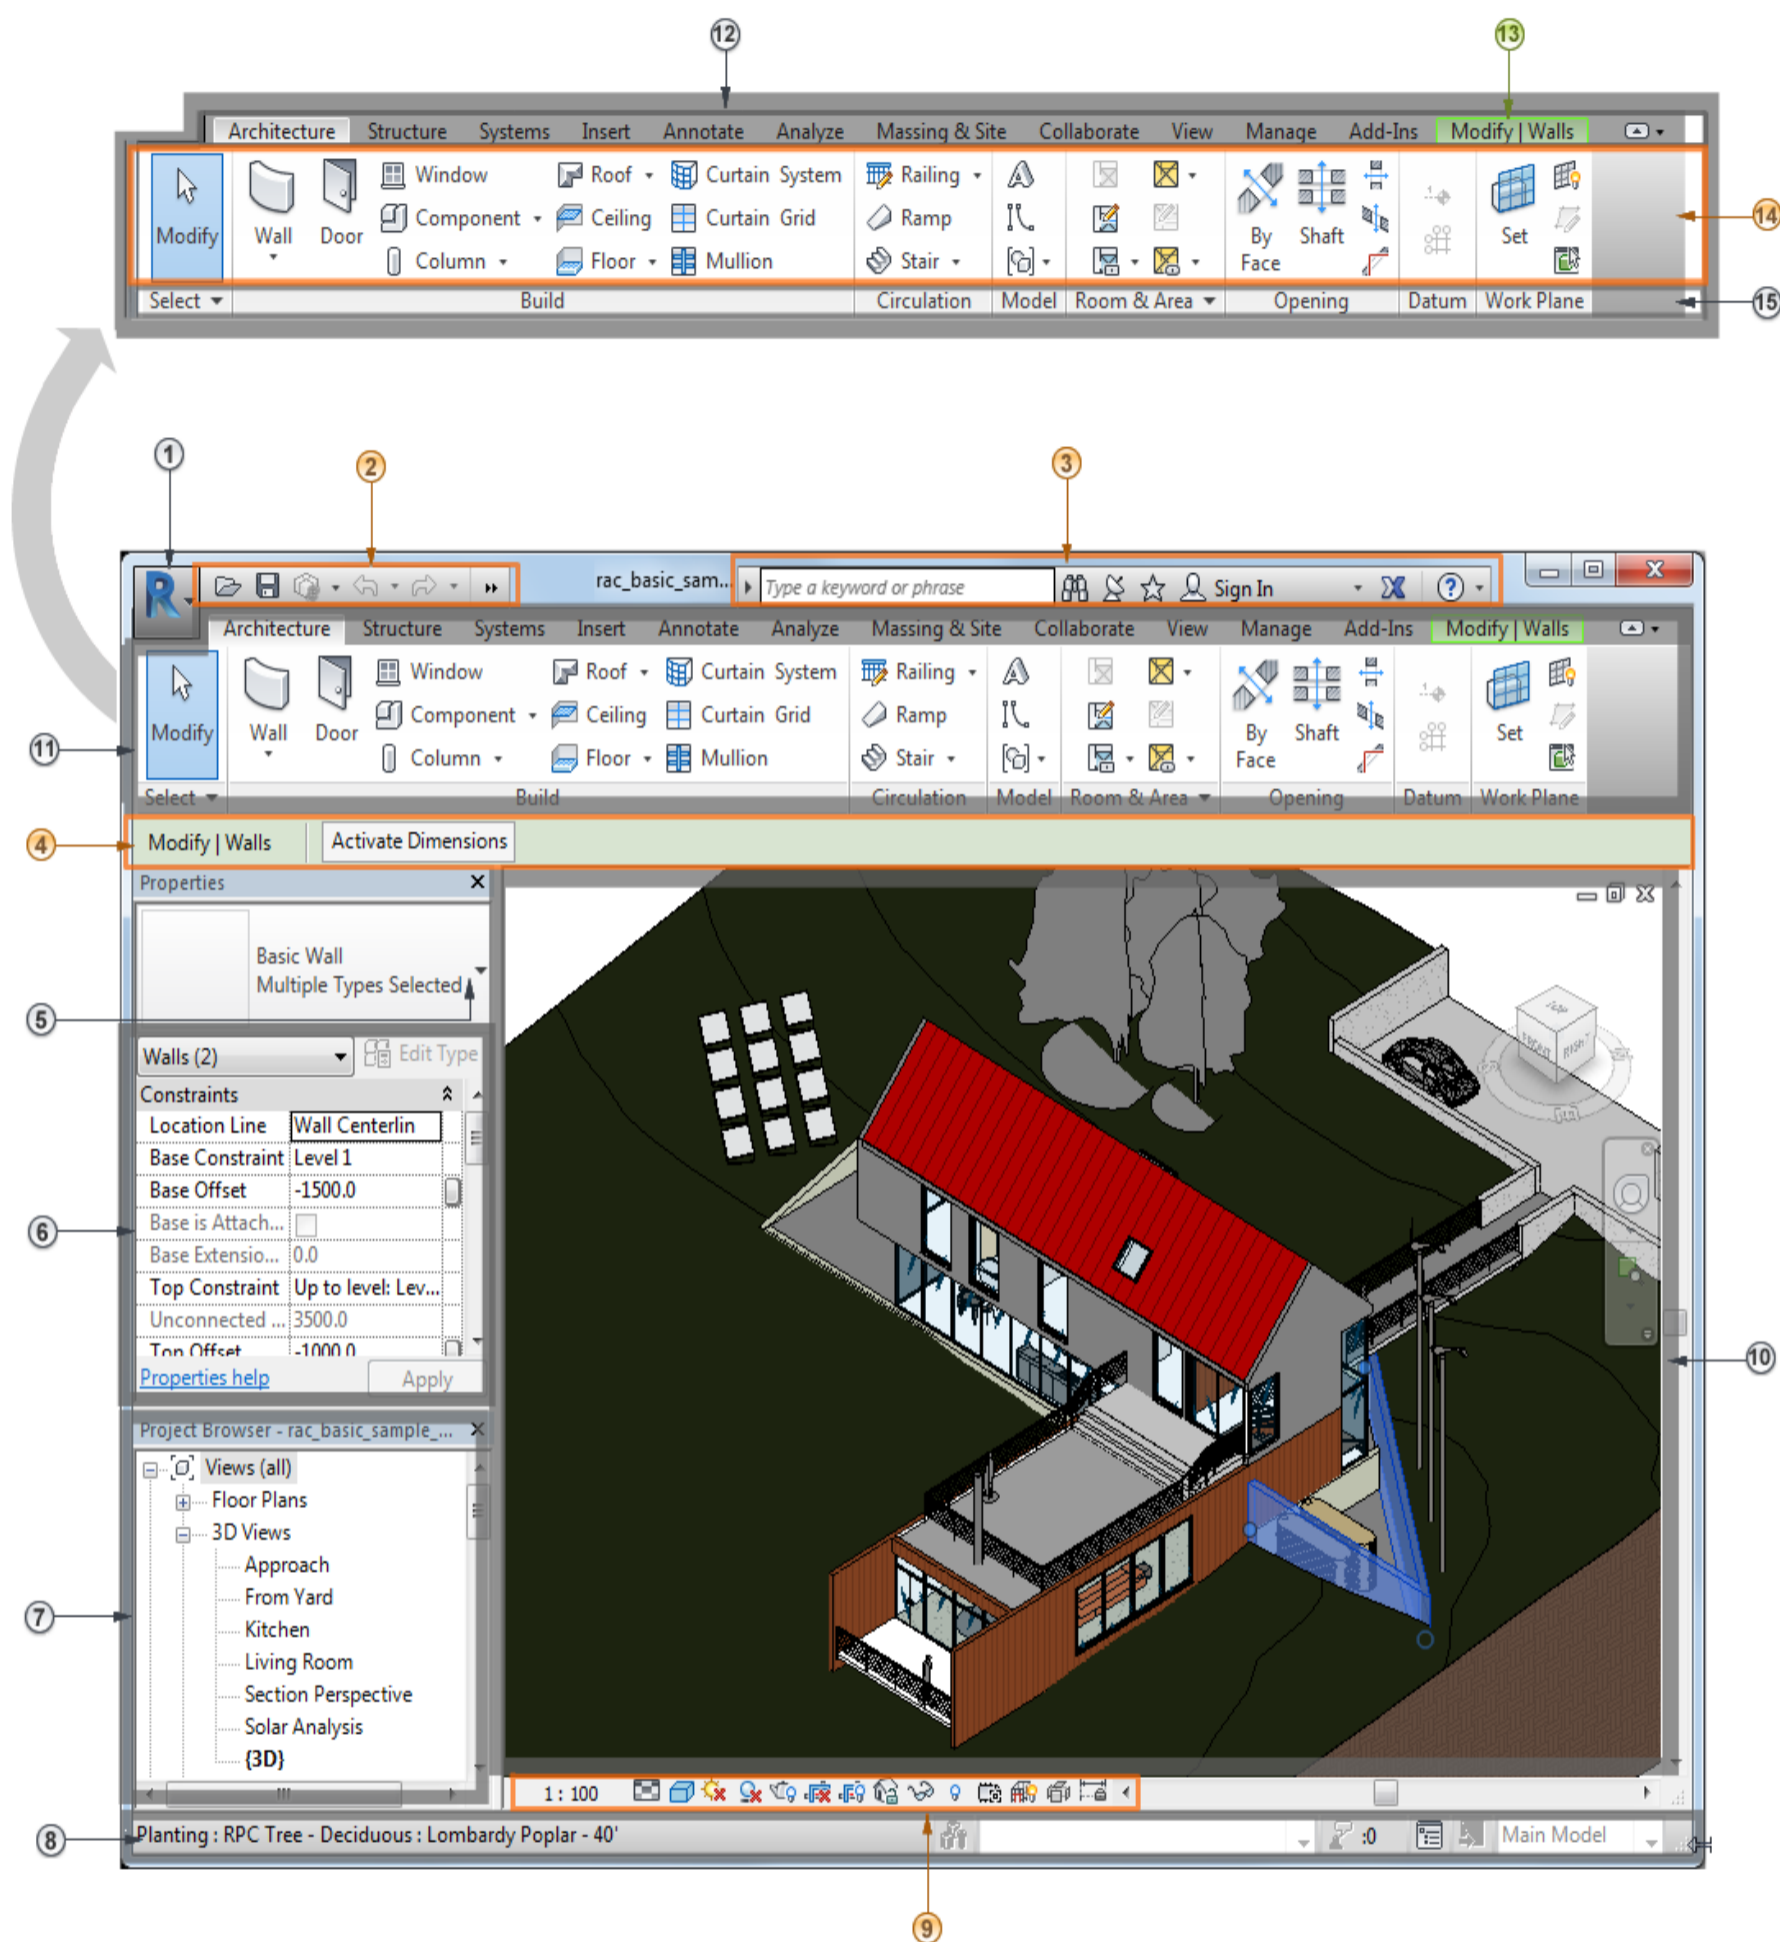 12
13
Architecture Structure Systems Insert Annotate Analyze Massing & Site Collaborate View Manage Add-Ins Modify | Walls
Window Roof Curtain System Railing
Modify Wall Door Component Ceiling Curtain Grid Ramp By Face Shaft Set
14
Column Floor Mullion Stair
Select Build Circulation Model Room & Area Opening Datum Work Plane
15
1
2
3
R rac_basic_sam... Type a keyword or phrase Sign In
Architecture Structure Systems Insert Annotate Analyze Massing & Site Collaborate View Manage Add-Ins Modify | Walls
Window Roof Curtain System Railing
Modify Wall Door Component Ceiling Curtain Grid Ramp By Face Shaft Set
11
Column Floor Mullion Stair
Select Build Circulation Model Room & Area Opening Datum Work Plane
4
Modify | Walls Activate Dimensions
Properties
Basic Wall
Multiple Types Selected
5
Walls (2) Edit Type
Constraints
Location Line Wall Centerlin
Base Constraint Level 1
Base Offset -1500.0
6
Base is Attach...
Base Extensio... 0.0
Top Constraint Up to level: Lev...
Unconnected ... 3500.0
Top Offset -1000.0
Properties help Apply
TOP
FRONT RIGHT
10
Project Browser - rac_basic_sample_...
Views (all)
Floor Plans
3D Views
Approach
From Yard
7
Kitchen
Living Room
Section Perspective
Solar Analysis
{3D}
1 : 100
8
Planting : RPC Tree - Deciduous : Lombardy Poplar - 40' :0 Main Model
9